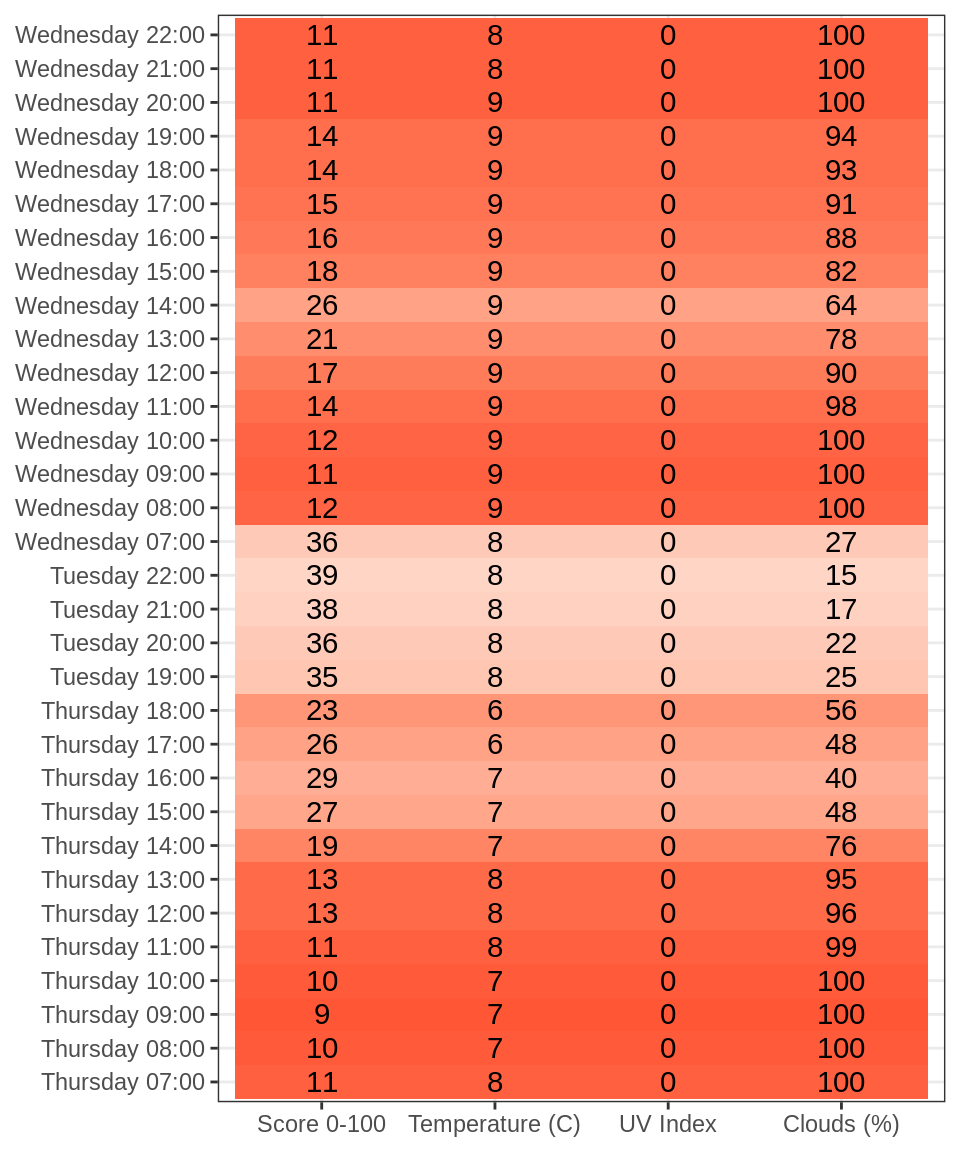 Wednesday 22:00 11 8 0 100
Wednesday 21:00 11 8 0 100
Wednesday 20:00 11 9 0 100
Wednesday 19:00 14 9 0 94
Wednesday 18:00 14 9 0 93
Wednesday 17:00 15 9 0 91
Wednesday 16:00 16 9 0 88
Wednesday 15:00 18 9 0 82
Wednesday 14:00 26 9 0 64
Wednesday 13:00 21 9 0 78
Wednesday 12:00 17 9 0 90
Wednesday 11:00 14 9 0 98
Wednesday 10:00 12 9 0 100
Wednesday 09:00 11 9 0 100
Wednesday 08:00 12 9 0 100
Wednesday 07:00 36 8 0 27
Tuesday 22:00 39 8 0 15
Tuesday 21:00 38 8 0 17
Tuesday 20:00 36 8 0 22
Tuesday 19:00 35 8 0 25
Thursday 18:00 23 6 0 56
Thursday 17:00 26 6 0 48
Thursday 16:00 29 7 0 40
Thursday 15:00 27 7 0 48
Thursday 14:00 19 7 0 76
Thursday 13:00 13 8 0 95
Thursday 12:00 13 8 0 96
Thursday 11:00 11 8 0 99
Thursday 10:00 10 7 0 100
Thursday 09:00 9 7 0 100
Thursday 08:00 10 7 0 100
Thursday 07:00 11 8 0 100
Score 0-100 Temperature (C) UV Index Clouds (%)